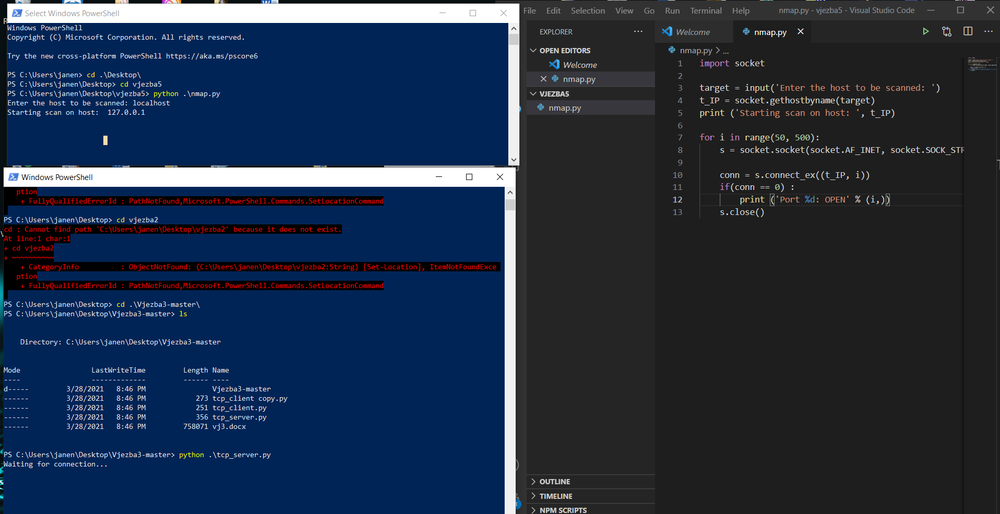 Select Windows PowerShell
Windows PowerShell
Copyright (C) Microsoft Corporation. All rights reserved.
Try the new cross-platform PowerShell https://aka.ms/pscore6
PS C:\Users\janen> cd .\Desktop\
PS C:\Users\janen\Desktop> cd vjezba5
PS C:\Users\janen\Desktop\vjezba5> python .\nmap.py
Enter the host to be scanned: localhost
Starting scan on host:  127.0.0.1
Windows PowerShell
ption
+ FullyQualifiedErrorId : PathNotFound,Microsoft.PowerShell.Commands.SetLocationCommand
PS C:\Users\janen\Desktop> cd vjezba2
cd : Cannot find path 'C:\Users\janen\Desktop\vjezba2' because it does not exist.
At line:1 char:1
+ cd vjezba2
+ ~~~~~~~~~~
+ CategoryInfo          : ObjectNotFound: (C:\Users\janen\Desktop\vjezba2:String) [Set-Location], ItemNotFoundExce
ption
+ FullyQualifiedErrorId : PathNotFound,Microsoft.PowerShell.Commands.SetLocationCommand
PS C:\Users\janen\Desktop> cd .\Vjezba3-master\
PS C:\Users\janen\Desktop\Vjezba3-master> ls
Directory: C:\Users\janen\Desktop\Vjezba3-master
Mode                 LastWriteTime         Length Name
----                 -------------         ------ ----
d-----         3/28/2021   8:46 PM                Vjezba3-master
------         3/28/2021   8:46 PM            273 tcp_client copy.py
------         3/28/2021   8:46 PM            251 tcp_client.py
------         3/28/2021   8:46 PM            356 tcp_server.py
------         3/28/2021   8:46 PM         758071 vj3.docx
PS C:\Users\janen\Desktop\Vjezba3-master> python .\tcp_server.py
Waiting for connection...
File Edit Selection View Go Run Terminal Help nmap.py - vjezba5 - Visual Studio Code
EXPLORER ...
OPEN EDITORS
Welcome
nmap.py
VJEZBA5
nmap.py
OUTLINE
TIMELINE
NPM SCRIPTS
Welcome nmap.py
nmap.py > ...
1 import socket
2
3 target = input('Enter the host to be scanned: ')
4 t_IP = socket.gethostbyname(target)
5 print ('Starting scan on host: ', t_IP)
6
7 for i in range(50, 500):
8     s = socket.socket(socket.AF_INET, socket.SOCK_STR
9
10     conn = s.connect_ex((t_IP, i))
11     if(conn == 0) :
12         print ('Port %d: OPEN' % (i,))
13     s.close()